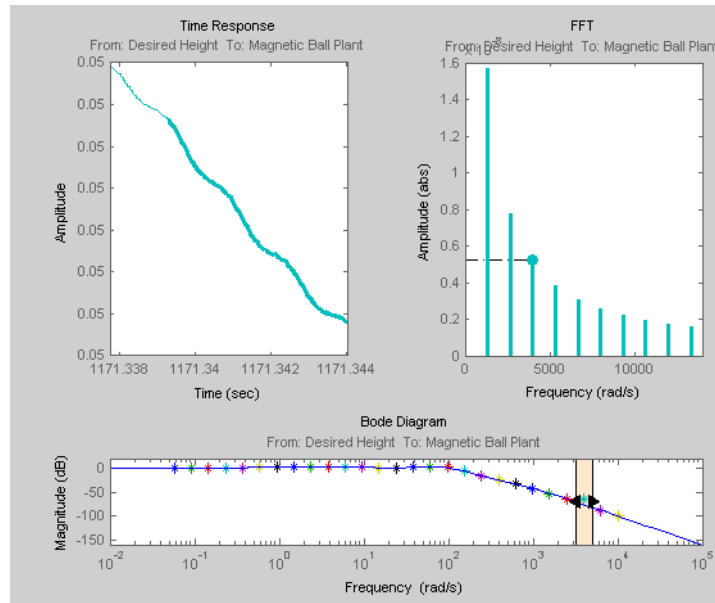 Time Response
From: Desired Height To: Magnetic Ball Plant
0.05
0.05
0.05
0.05
0.05
0.05
0.05
0.05
Amplitude
1171.338 1171.34 1171.342 1171.344
Time (sec)
FFT
From: Desired Height To: Magnetic Ball Plant
1.6
1.4
1.2
1
0.8
0.6
0.4
0.2
0
Amplitude (abs)
0 5000 10000
Frequency (rad/s)
Bode Diagram
From: Desired Height To: Magnetic Ball Plant
0
-50
-100
-150
Magnitude (dB)
10^-2 10^-1 10^0 10^1 10^2 10^3 10^4 10^5
Frequency (rad/s)